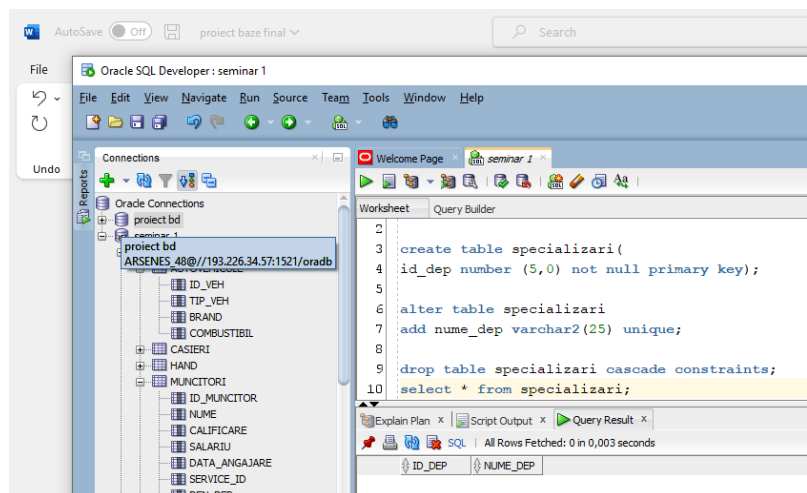 AutoSave Off proiect baze final Search
File
Undo
Oracle SQL Developer : seminar 1
File Edit View Navigate Run Source Team Tools Window Help
Reports
Connections
Oracle Connections
proiect bd
seminar 1
proiect bd
ARSENES_48@//193.226.34.57:1521/oradb
AUTOVEHICULE
ID_VEH
TIP_VEH
BRAND
COMBUSTIBIL
CASIERI
HAND
MUNCITORI
ID_MUNCITOR
NUME
CALIFICARE
SALARIU
DATA_ANGAJARE
SERVICE_ID
Welcome Page seminar 1
Worksheet Query Builder
2
3 create table specializari(
4 id_dep number (5,0) not null primary key);
5
6 alter table specializari
7 add nume_dep varchar2(25) unique;
8
9 drop table specializari cascade constraints;
10 select * from specializari;
Explain Plan x Script Output x Query Result x
SQL | All Rows Fetched: 0 in 0,003 seconds
ID_DEP NUME_DEP